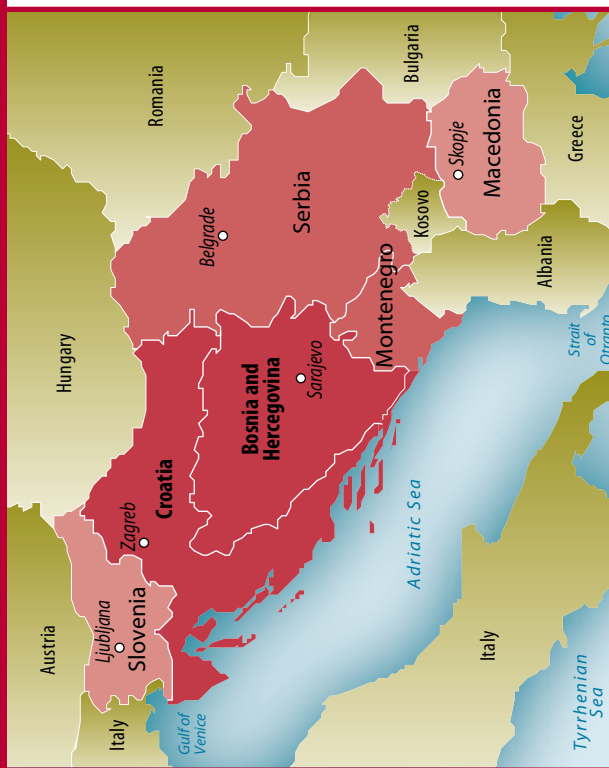 Austria
Hungary
Romania
Ljubljana
Slovenia
Zagreb
Croatia
Italy
Gulf of
Venice
Belgrade
Serbia
Bosnia and
Hercegovina
Sarajevo
Montenegro
Kosovo
Bulgaria
Skopje
Macedonia
Albania
Greece
Adriatic Sea
Italy
Strait
of
Otranto
Tyrrhenian
Sea